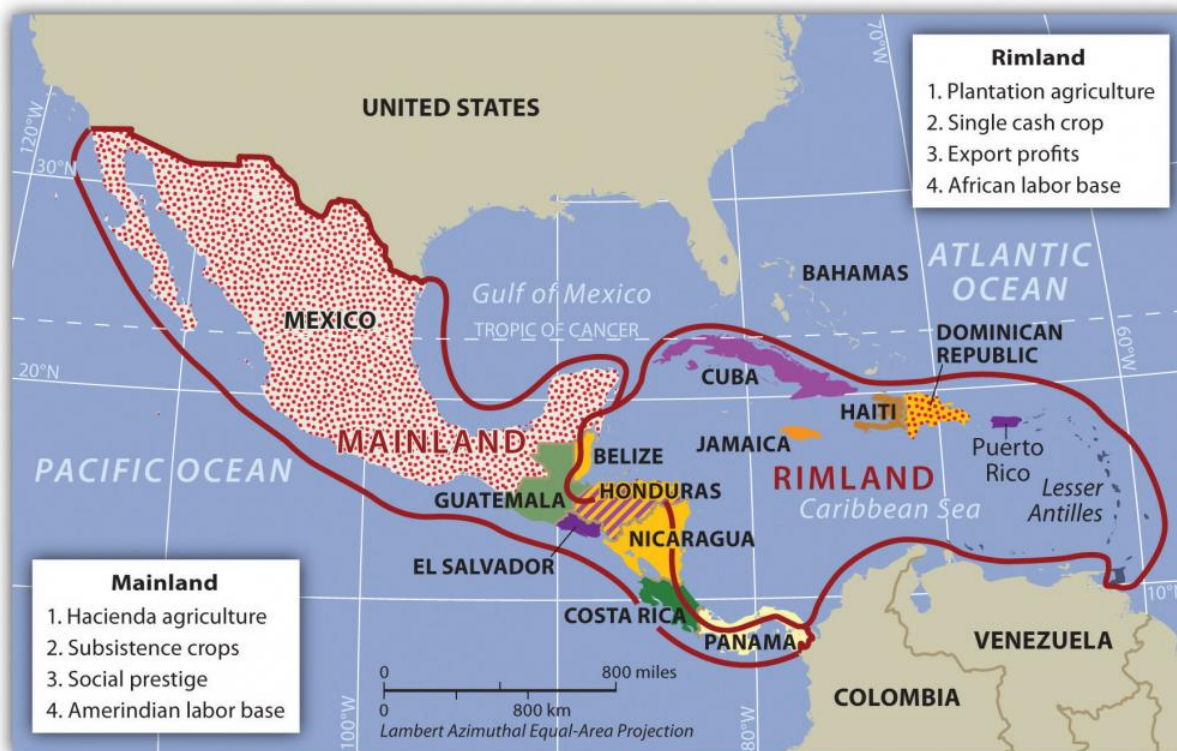 70°W
Rimland
1. Plantation agriculture
2. Single cash crop
3. Export profits
4. African labor base
120°W
UNITED STATES
30°N
ATLANTIC
OCEAN
BAHAMAS
Gulf of Mexico
TROPIC OF CANCER
MEXICO
DOMINICAN
REPUBLIC
60°W
20°N
CUBA
HAITI
JAMAICA
Puerto
Rico
MAINLAND
BELIZE
RIMLAND
PACIFIC OCEAN
GUATEMALA
HONDURAS
Caribbean Sea
Lesser
Antilles
NICARAGUA
EL SALVADOR
Mainland
1. Hacienda agriculture
2. Subsistence crops
3. Social prestige
4. Amerindian labor base
10°N
COSTA RICA
PANAMA
VENEZUELA
COLOMBIA
0 800 miles
0 800 km
Lambert Azimuthal Equal-Area Projection
100°W
80°W